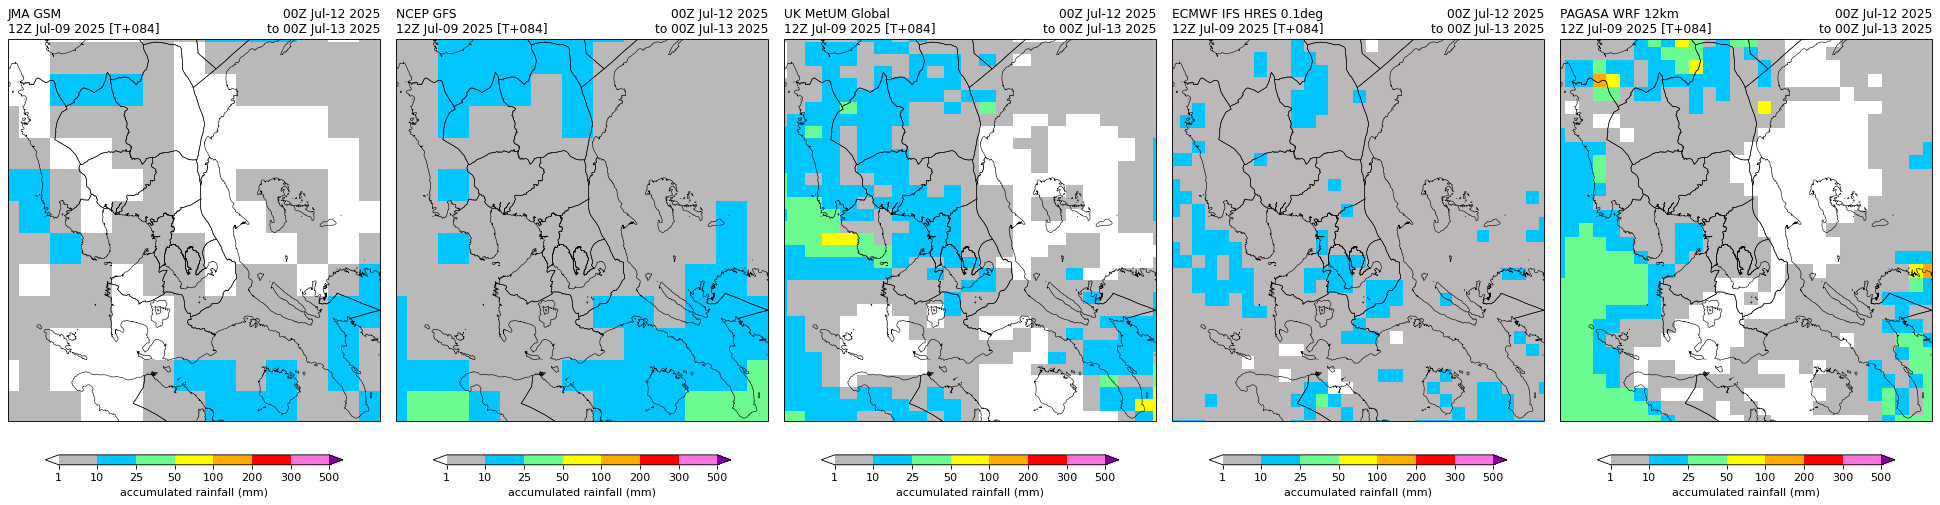 JMA GSM 00Z Jul-12 2025
12Z Jul-09 2025 [T+084] to 00Z Jul-13 2025
NCEP GFS 00Z Jul-12 2025
12Z Jul-09 2025 [T+084] to 00Z Jul-13 2025
UK MetUM Global 00Z Jul-12 2025
12Z Jul-09 2025 [T+084] to 00Z Jul-13 2025
ECMWF IFS HRES 0.1deg 00Z Jul-12 2025
12Z Jul-09 2025 [T+084] to 00Z Jul-13 2025
PAGASA WRF 12km 00Z Jul-12 2025
12Z Jul-09 2025 [T+084] to 00Z Jul-13 2025
1 10 25 50 100 200 300 500
accumulated rainfall (mm)
1 10 25 50 100 200 300 500
accumulated rainfall (mm)
1 10 25 50 100 200 300 500
accumulated rainfall (mm)
1 10 25 50 100 200 300 500
accumulated rainfall (mm)
1 10 25 50 100 200 300 500
accumulated rainfall (mm)